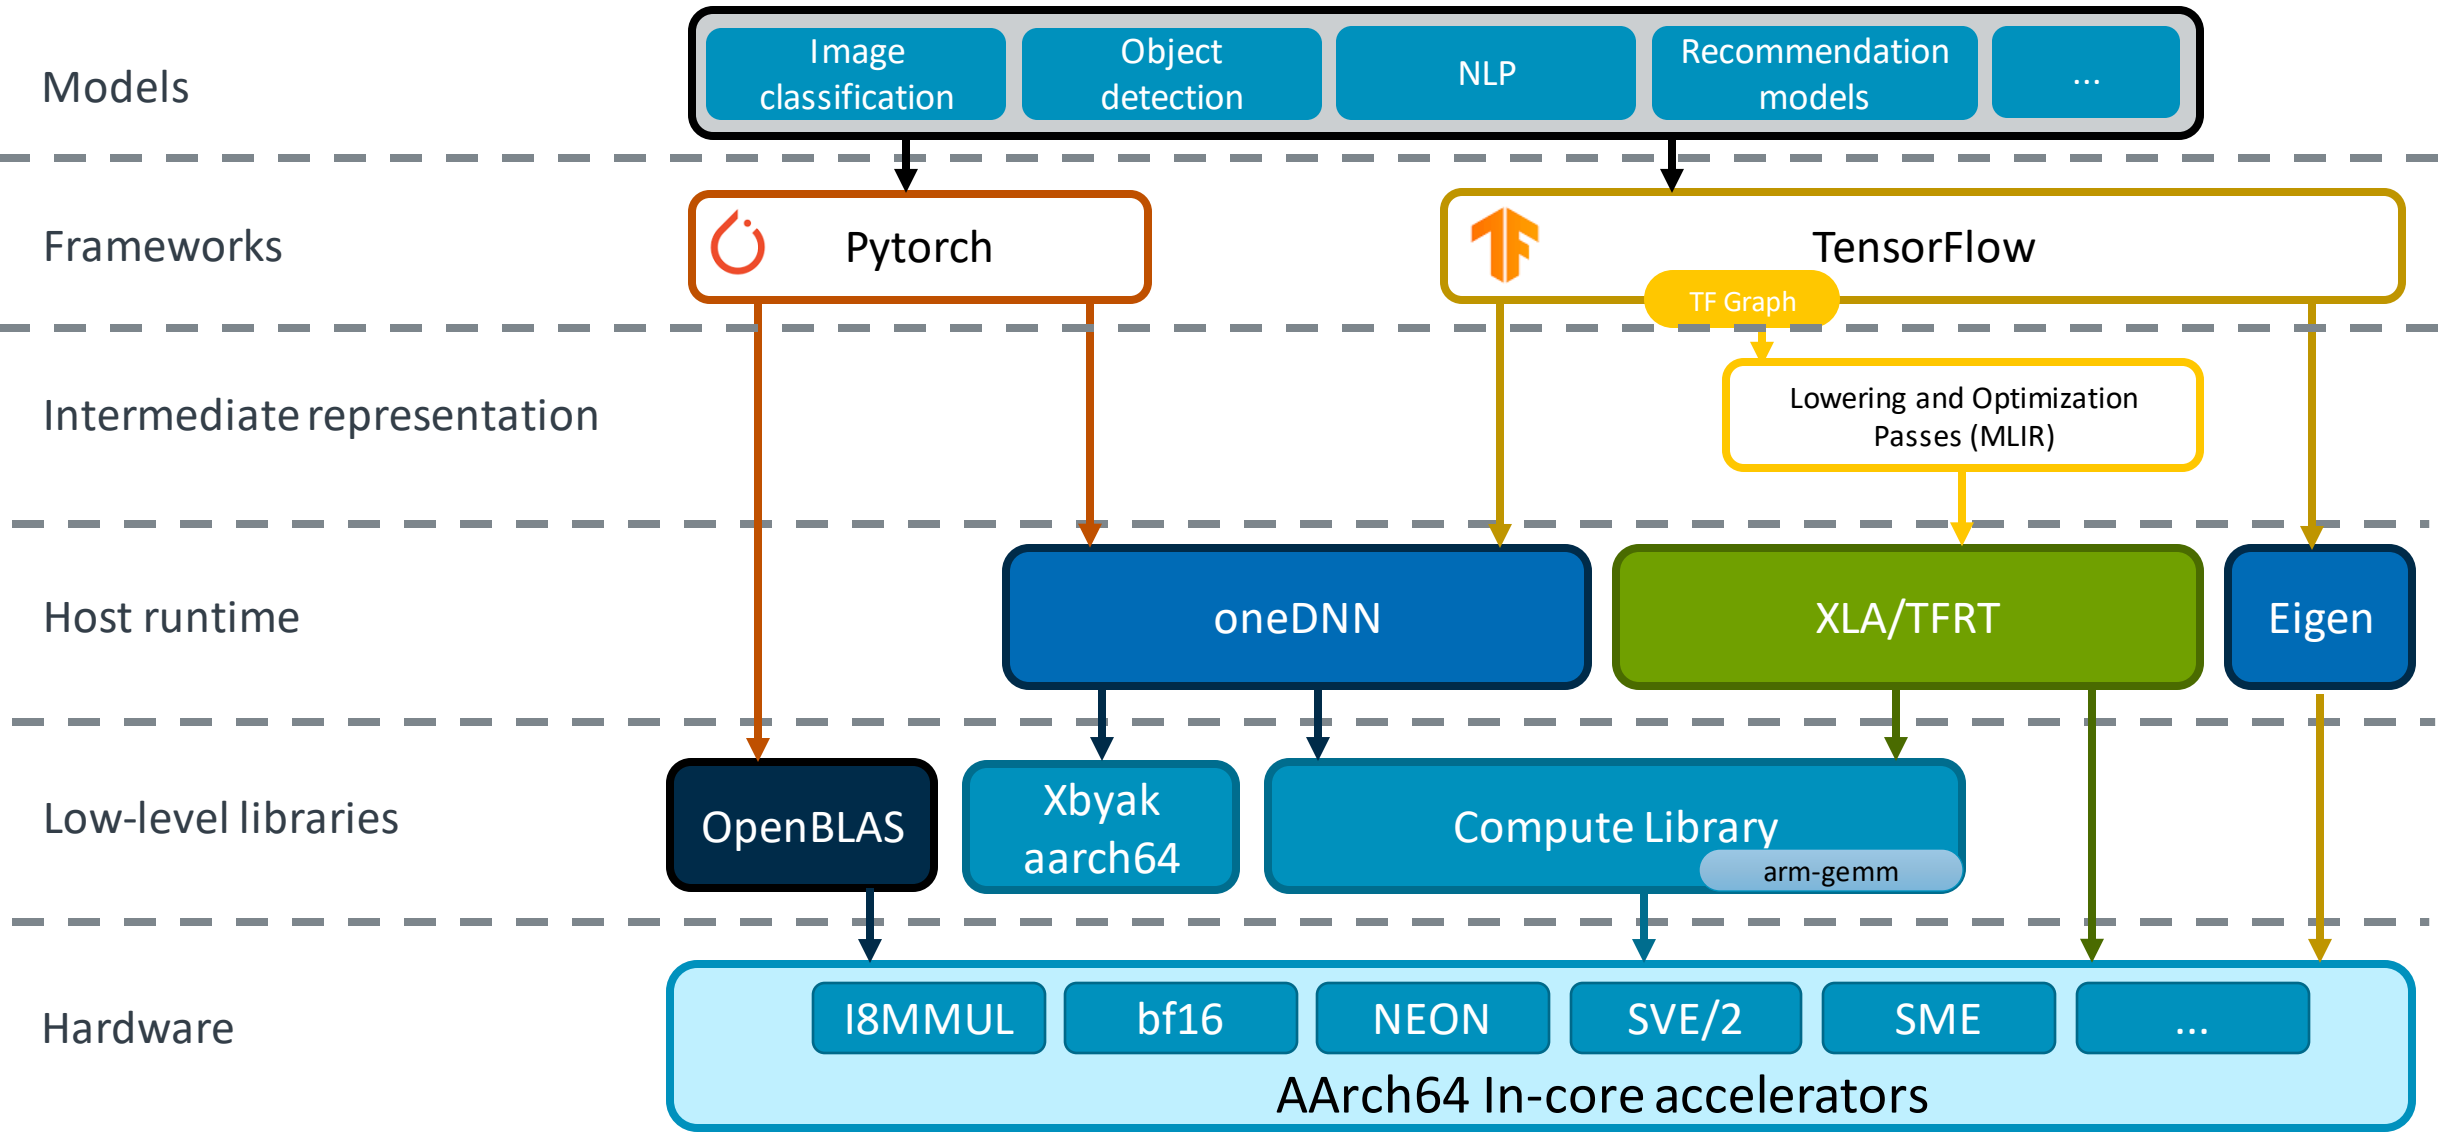 Models
Image
classification
Object
detection
NLP
Recommendation
models
...
Frameworks
Pytorch
TensorFlow
TF Graph
Intermediate representation
Lowering and Optimization
Passes (MLIR)
Host runtime
oneDNN
XLA/TFRT
Eigen
Low-level libraries
OpenBLAS
Xbyak
aarch64
Compute Library
arm-gemm
Hardware
I8MMUL
bf16
NEON
SVE/2
SME
...
AArch64 In-core accelerators